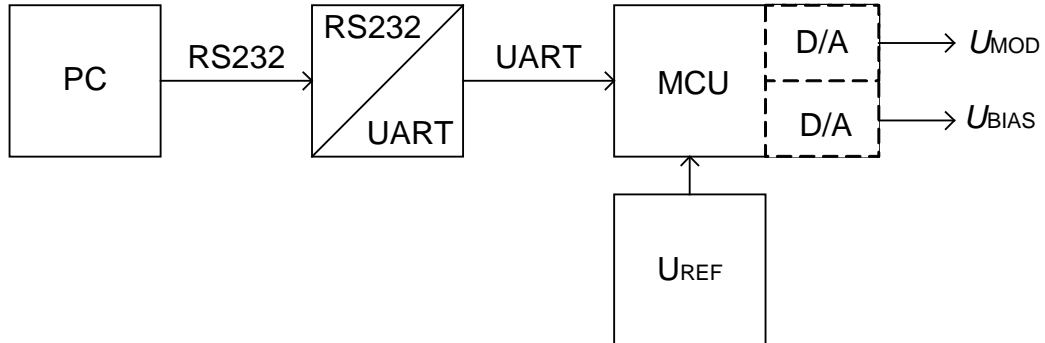 PC
RS232
RS232
UART
UART
MCU
D/A
D/A
UMOD
UBIAS
UREF